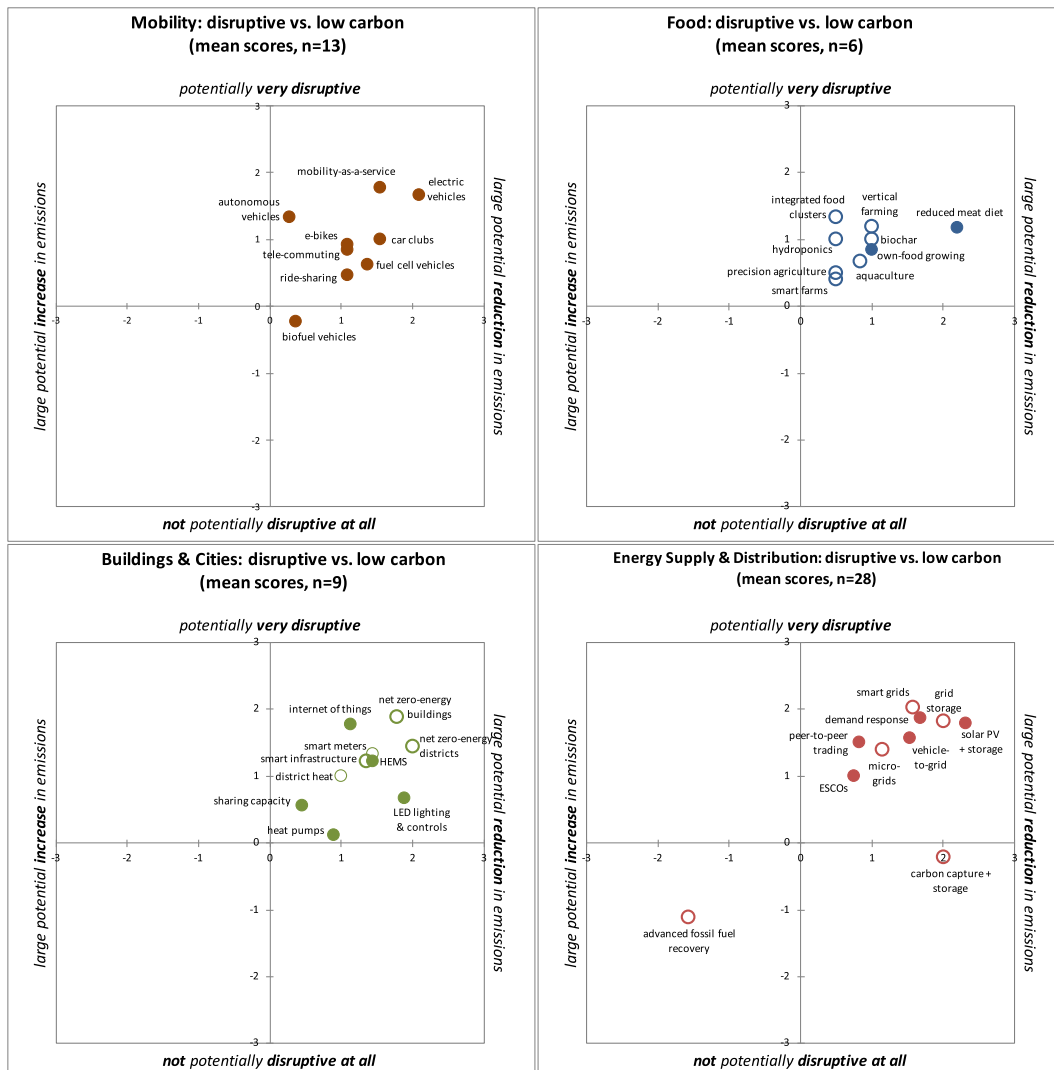 Mobility: disruptive vs. low carbon
(mean scores, n=13)
potentially very disruptive
large potential increase in emissions
large potential reduction in emissions
3
2
1
0
-1
-2
-3
-3
-2
-1
0
1
2
3
mobility-as-a-service
electric
vehicles
autonomous
vehicles
e-bikes
car clubs
tele-commuting
fuel cell vehicles
ride-sharing
biofuel vehicles
not potentially disruptive at all
Food: disruptive vs. low carbon
(mean scores, n=6)
potentially very disruptive
large potential increase in emissions
large potential reduction in emissions
3
2
1
0
-1
-2
-3
-3
-2
-1
0
1
2
3
integrated food
clusters
vertical
farming
reduced meat diet
hydroponics
biochar
own-food growing
precision agriculture
aquaculture
smart farms
not potentially disruptive at all
Buildings & Cities: disruptive vs. low carbon
(mean scores, n=9)
potentially very disruptive
large potential increase in emissions
large potential reduction in emissions
3
2
1
0
-1
-2
-3
-3
-2
-1
0
1
2
3
internet of things
net zero-energy
buildings
net zero-energy
districts
smart meters
smart infrastructure
HEMS
district heat
sharing capacity
LED lighting
& controls
heat pumps
not potentially disruptive at all
Energy Supply & Distribution: disruptive vs. low carbon
(mean scores, n=28)
potentially very disruptive
large potential increase in emissions
large potential reduction in emissions
3
2
1
0
-1
-2
-3
-3
-2
-1
0
1
2
3
smart grids
grid
storage
demand response
solar PV
+ storage
peer-to-peer
trading
vehicle-
to-grid
micro-
grids
ESCOs
carbon capture +
storage
advanced fossil fuel
recovery
not potentially disruptive at all